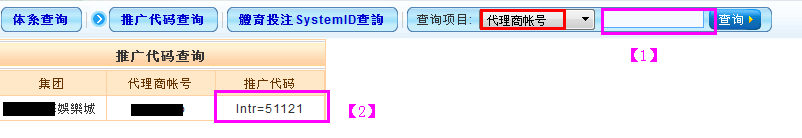 体系查询 推广代码查询 體育投注SystemID查詢 查询项目: 代理商帐号 查询
【1】
推广代码查询
集团 代理商帐号 推广代码
娛樂城 Intr=51121
【2】